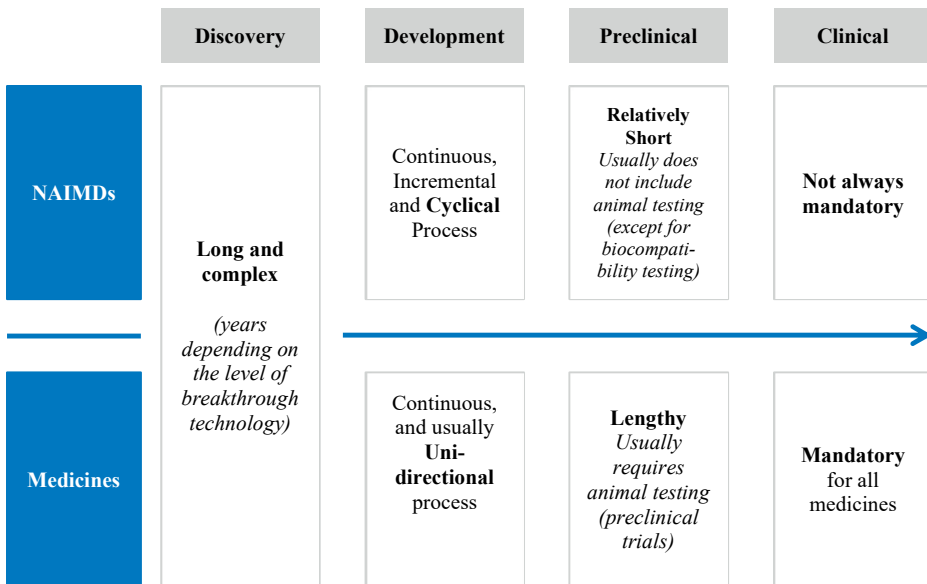 Discovery
Development
Preclinical
Clinical
NAIMDs
Long and
complex
(years
depending on
the level of
breakthrough
technology)
Continuous,
Incremental
and Cyclical
Process
Relatively
Short
Usually does
not include
animal testing
(except for
biocompati-
bility testing)
Not always
mandatory
Medicines
Continuous,
and usually
Uni-
directional
process
Lengthy
Usually
requires
animal testing
(preclinical
trials)
Mandatory
for all
medicines